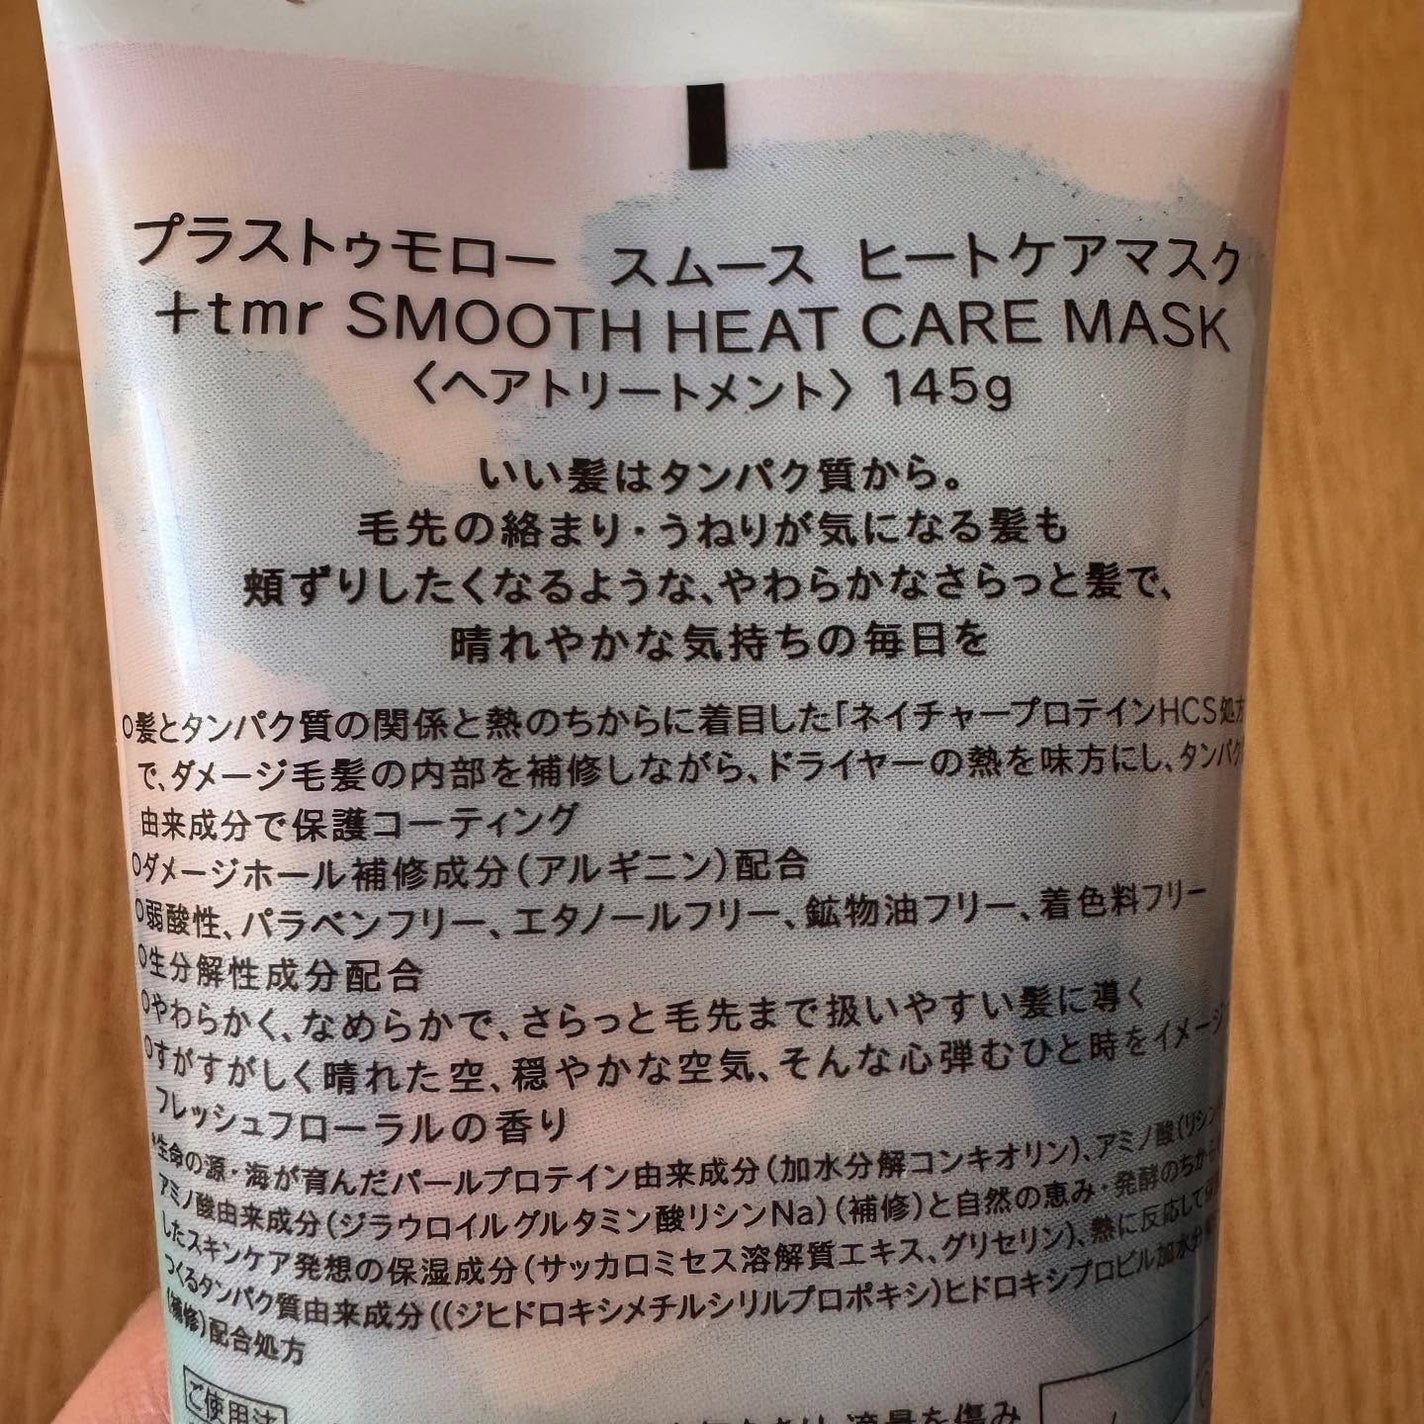 プラストゥモロー スムース ヒートケアマスク
+tmr SMOOTH HEAT CARE MASK
〈ヘアトリートメント〉145g
いい髪はタンパク質から。
毛先の絡まり・うねりが気になる髪も
頬ずりしたくなるような、やわらかなさらっと髪で、
晴れやかな気持ちの毎日を
○髪とタンパク質の関係と熱のちからに着目した「ネイチャープロテインHCS処方
で、ダメージ毛髪の内部を補修しながら、ドライヤーの熱を味方にし、タンパク
由来成分で保護コーティング
○ダメージホール補修成分(アルギニン)配合
○弱酸性、パラベンフリー、エタノールフリー、鉱物油フリー、着色料フリー
○生分解性成分配合
○やわらかく、なめらかで、さらっと毛先まで扱いやすい髪に導く
○すがすがしく晴れた空、穏やかな空気、そんな心弾むひと時をイメージ
フレッシュフローラルの香り
*生命の源・海が育んだパールプロテイン由来成分(加水分解コンキオリン)、アミノ酸(リシン
アミノ酸由来成分(ジラウロイルグルタミン酸リシンNa)(補修)と自然の恵み・発酵のちから
したスキンケア発想の保湿成分(サッカロミセス溶解質エキス、グリセリン)、熱に反応して
つくるタンパク質由来成分((ジヒドロキシメチルシリルプロポキシ)ヒドロキシプロピル加水分
(補修)配合処方
ご使用法